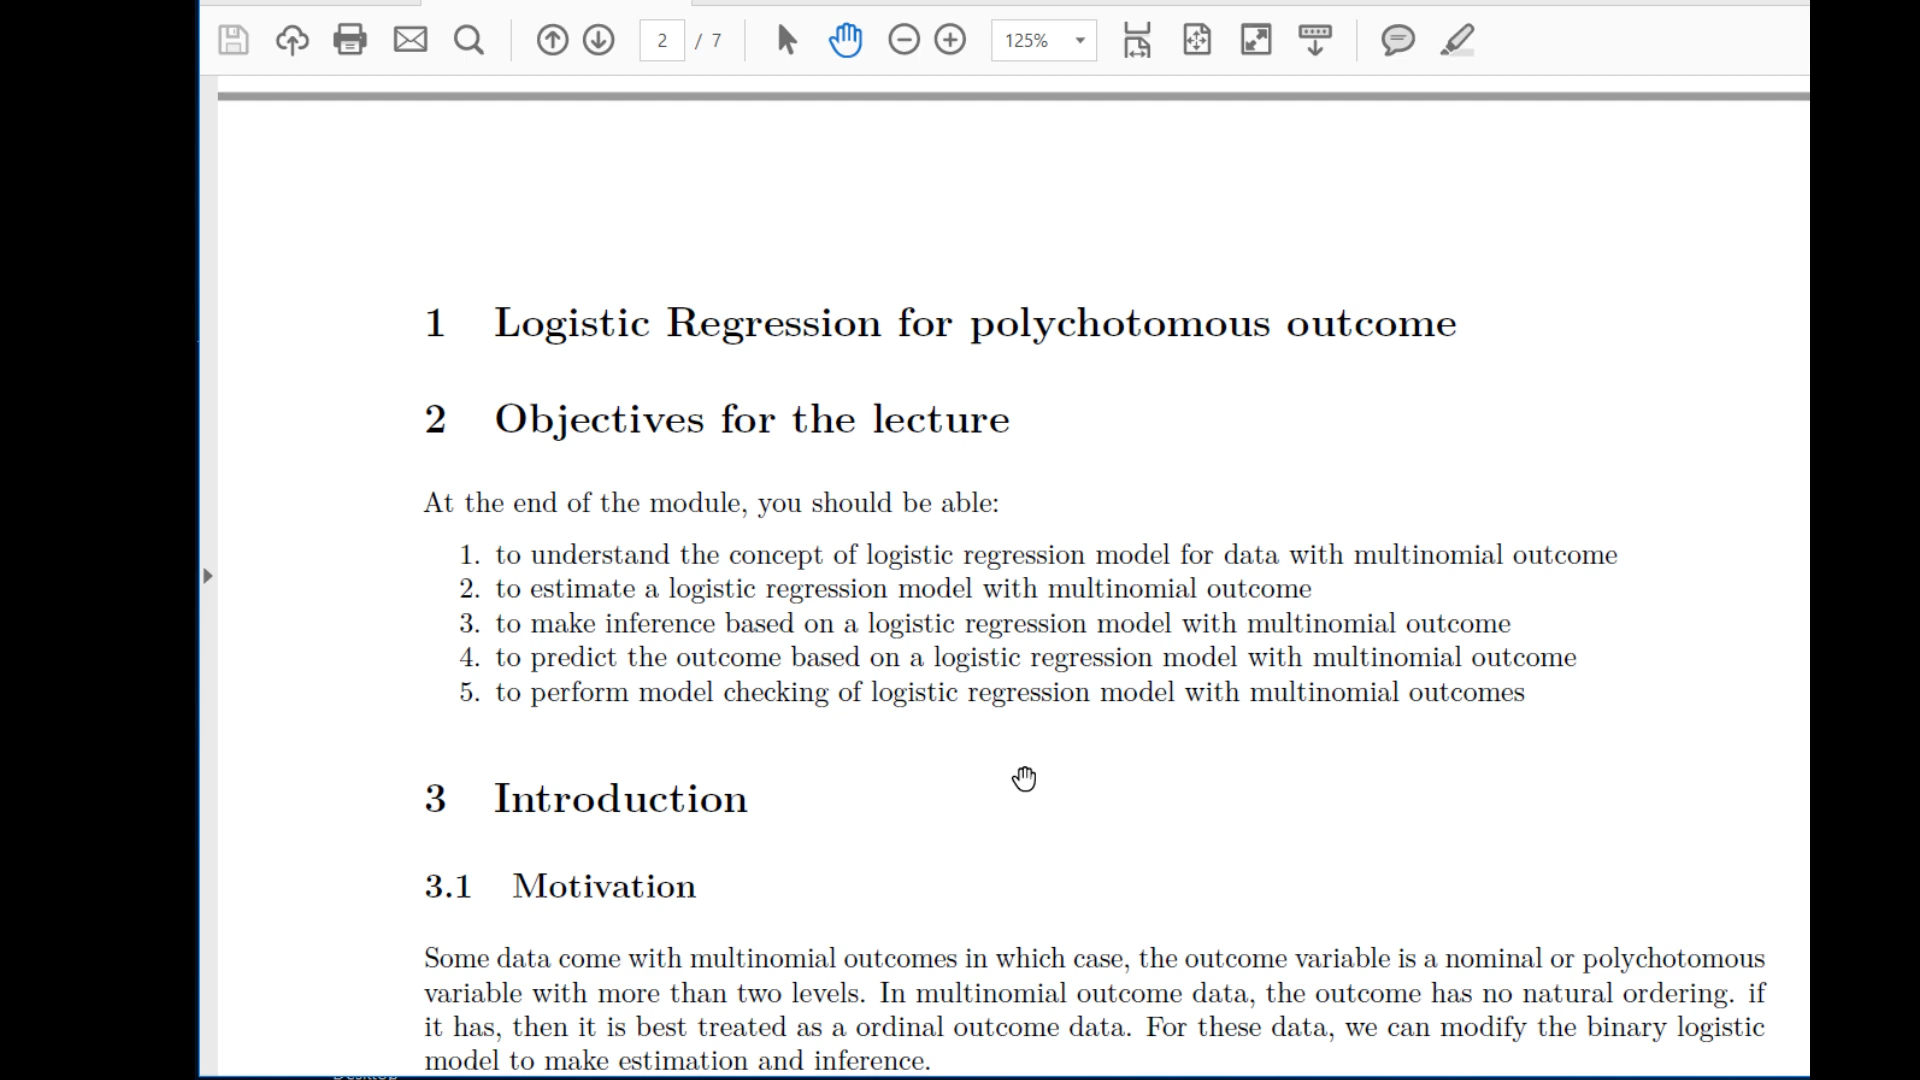 2 / 7 125%
1 Logistic Regression for polychotomous outcome
2 Objectives for the lecture
At the end of the module, you should be able:
1. to understand the concept of logistic regression model for data with multinomial outcome
2. to estimate a logistic regression model with multinomial outcome
3. to make inference based on a logistic regression model with multinomial outcome
4. to predict the outcome based on a logistic regression model with multinomial outcome
5. to perform model checking of logistic regression model with multinomial outcomes
3 Introduction
3.1 Motivation
Some data come with multinomial outcomes in which case, the outcome variable is a nominal or polychotomous
variable with more than two levels. In multinomial outcome data, the outcome has no natural ordering. if
it has, then it is best treated as a ordinal outcome data. For these data, we can modify the binary logistic
model to make estimation and inference.